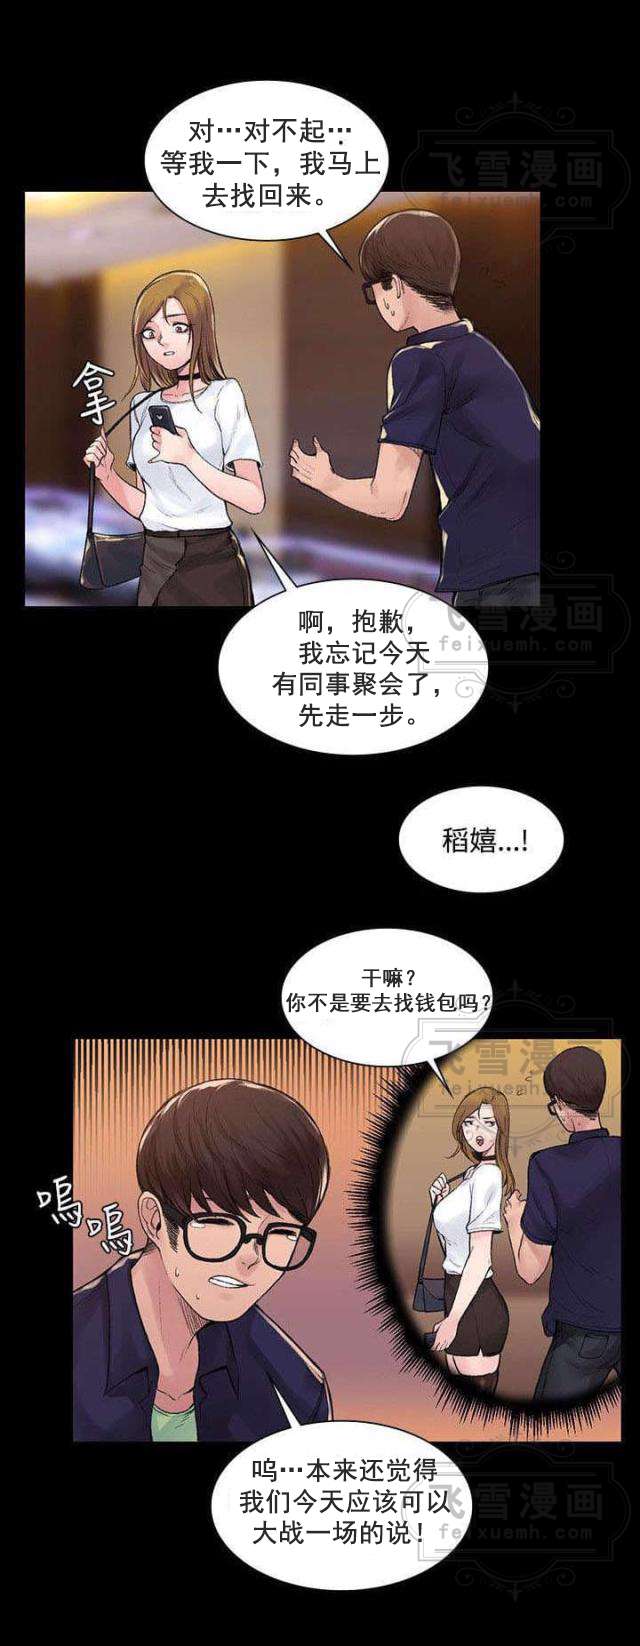 对…对不起…
等我一下，我马上
去找回来。
飞雪漫画
feixuemh.com
拿
啊，抱歉，
我忘记今天
有同事聚会了，
先走一步。
飞雪漫画
feixuemh.com
稻嬉...!
干嘛？
你不是要去找钱包吗？
飞雪漫画
feixuemh.com
嗚嗚
呜…本来还觉得
我们今天应该可以
大战一场的说！
飞雪漫画
feixuemh.com